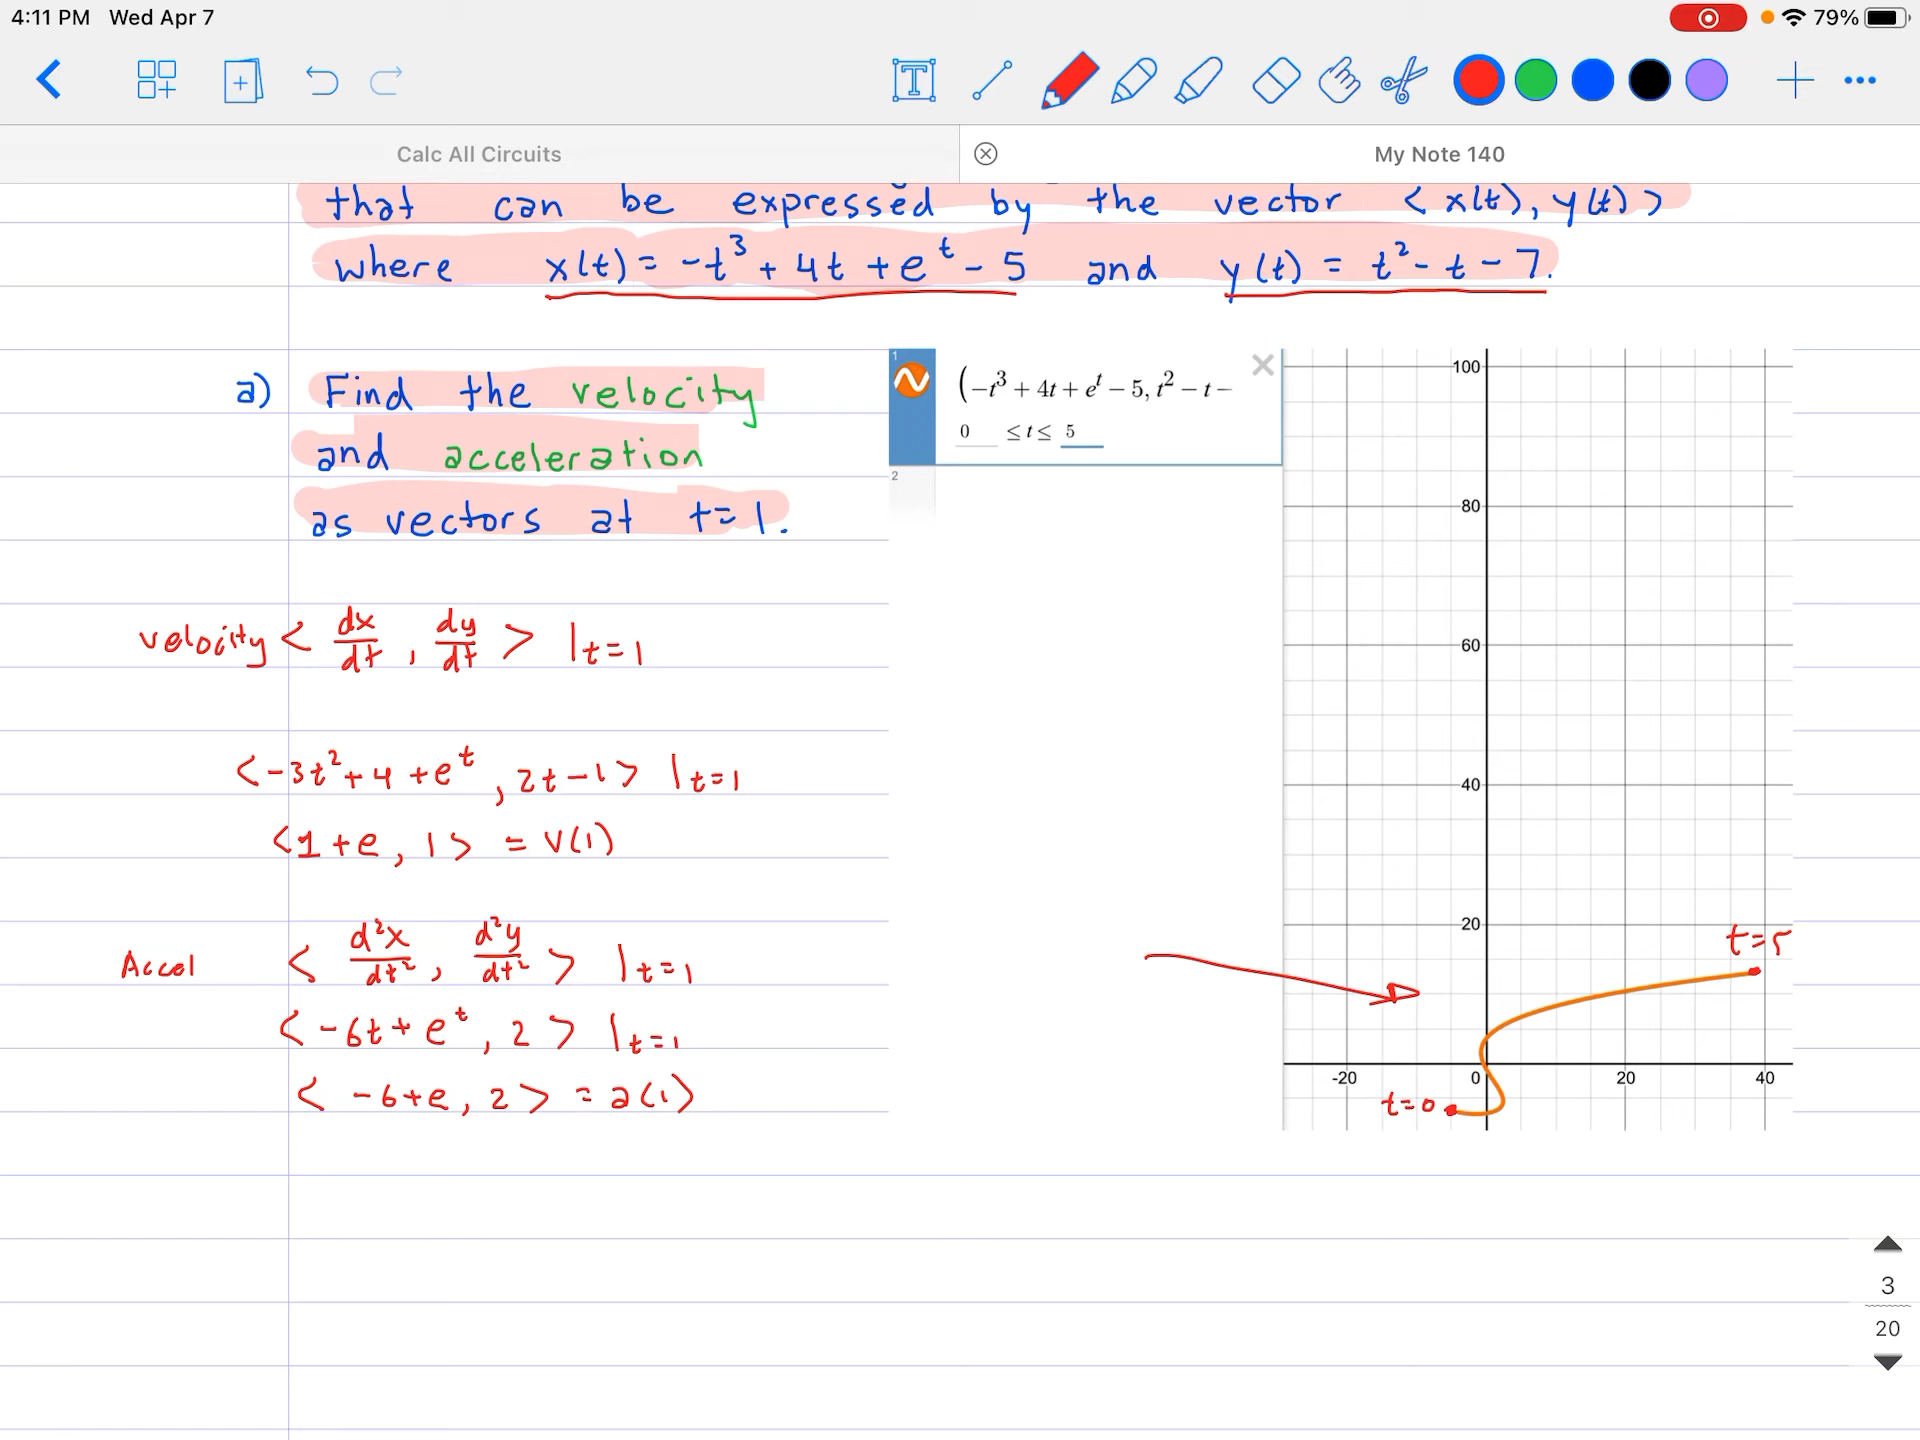 4:11 PM Wed Apr 7
79%
Calc All Circuits
My Note 140
that can be expressed by the vector < x(t), y(t) >
where x(t) = -t³ + 4t + e^t - 5 and y(t) = t² - t - 7.
a) Find the velocity
and acceleration
as vectors at t=1.
1
(-t³ + 4t + e^t - 5, t² - t -
0 ≤ t ≤ 5
2
velocity < dx/dt, dy/dt > |t=1
<-3t² + 4 + e^t, 2t-1> |t=1
<1+e, 1> = v(1)
Accel < d²x/dt², d²y/dt² > |t=1
<-6t + e^t, 2> |t=1
< -6+e, 2> = a(1)
100
80
60
40
20
t=5
-20 0 20 40
t=0
3
20